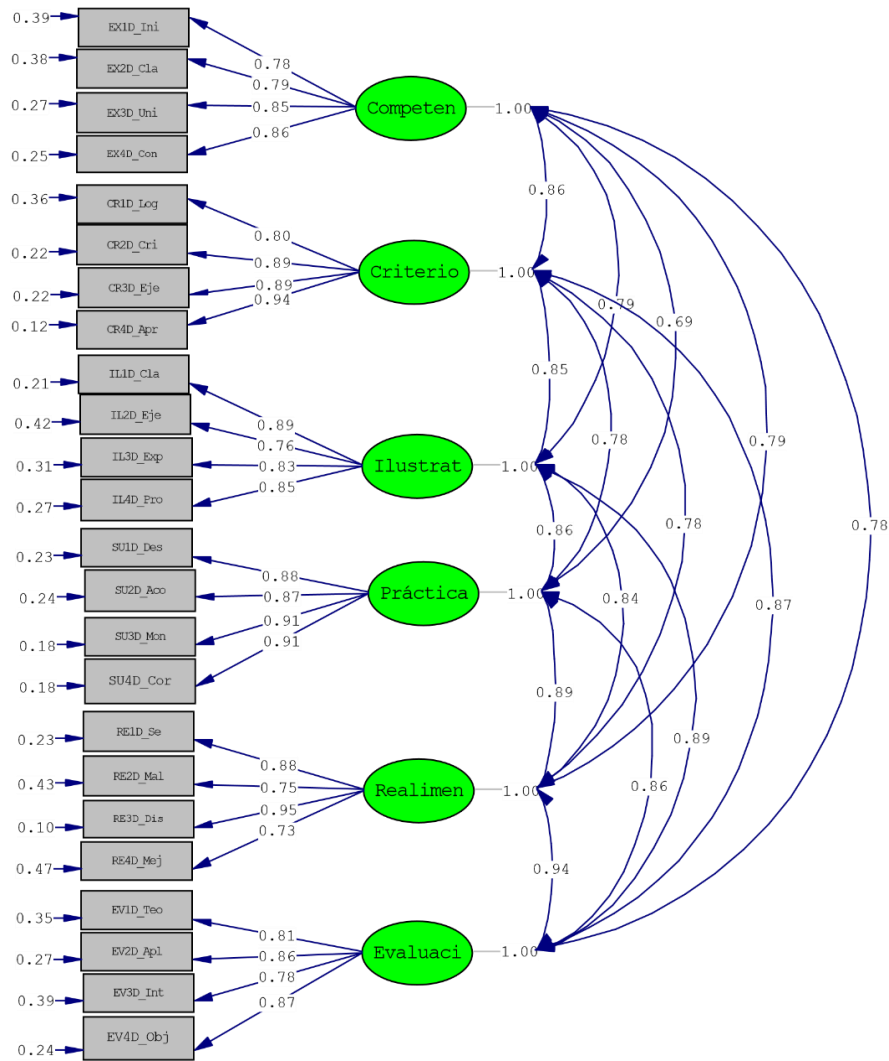 0.39 EX1D_Ini
0.38 EX2D_Cla
0.27 EX3D_Uni
0.25 EX4D_Con
0.78
0.79
0.85
0.86
Competen 1.00
0.36 CR1D_Log
0.22 CR2D_Cri
0.22 CR3D_Eje
0.12 CR4D_Apr
0.80
0.89
0.89
0.94
Criterio 1.00
0.21 IL1D_Cla
0.42 IL2D_Eje
0.31 IL3D_Exp
0.27 IL4D_Pro
0.89
0.76
0.83
0.85
Ilustrat 1.00
0.23 SU1D_Des
0.24 SU2D_Aco
0.18 SU3D_Mon
0.18 SU4D_Cor
0.88
0.87
0.91
0.91
Práctica 1.00
0.23 RE1D_Se
0.43 RE2D_Mal
0.10 RE3D_Dis
0.47 RE4D_Mej
0.88
0.75
0.95
0.73
Realimen 1.00
0.35 EV1D_Teo
0.27 EV2D_Apl
0.39 EV3D_Int
0.24 EV4D_Obj
0.81
0.86
0.78
0.87
Evaluaci 1.00
0.86
0.79
0.69
0.85
0.78
0.79
0.78
0.78
0.86
0.84
0.87
0.89
0.89
0.86
0.94